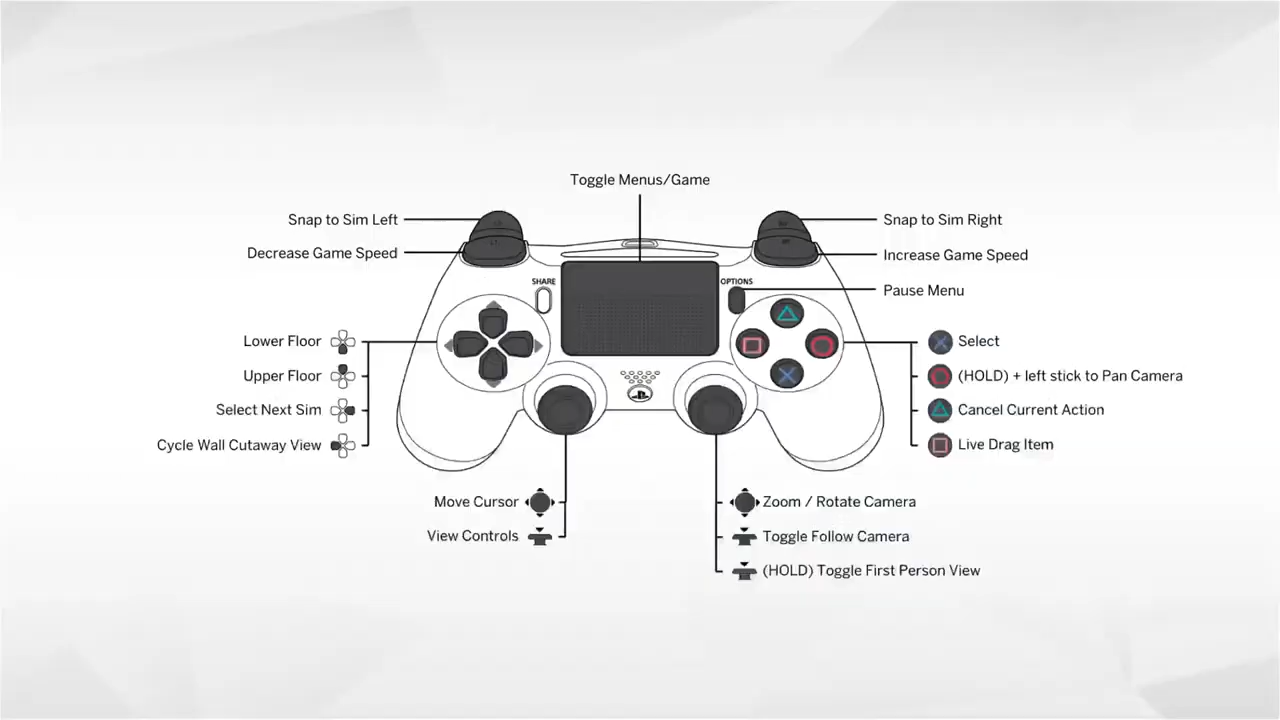 Toggle Menus/Game
Snap to Sim Left
Snap to Sim Right
Decrease Game Speed
Increase Game Speed
SHARE
OPTIONS
Pause Menu
Lower Floor
Select
Upper Floor
(HOLD) + left stick to Pan Camera
Select Next Sim
Cancel Current Action
Cycle Wall Cutaway View
Live Drag Item
Move Cursor
Zoom / Rotate Camera
View Controls
Toggle Follow Camera
(HOLD) Toggle First Person View